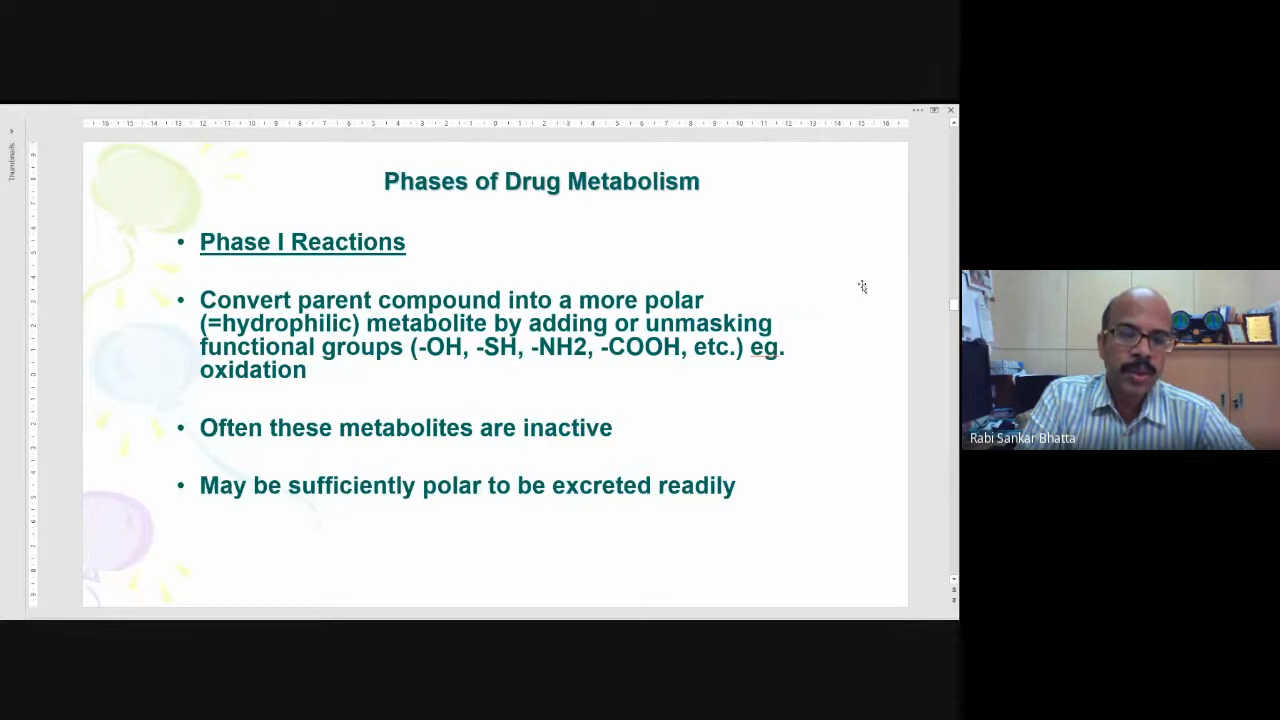 Phases of Drug Metabolism
• Phase I Reactions
• Convert parent compound into a more polar
(=hydrophilic) metabolite by adding or unmasking
functional groups (-OH, -SH, -NH2, -COOH, etc.) eg.
oxidation
• Often these metabolites are inactive
• May be sufficiently polar to be excreted readily
Thumbnails
Rabi Sankar Bhatta